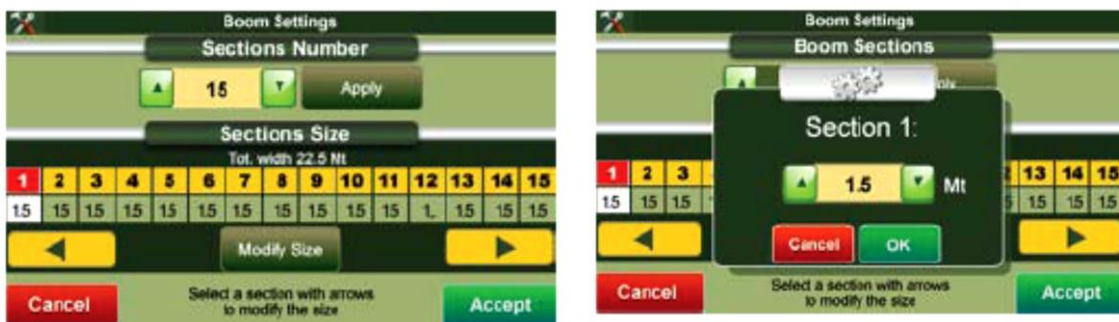 Boom Settings
Sections Number
15
Apply
Sections Size
Tot. width 22.5 Mt
1 2 3 4 5 6 7 8 9 10 11 12 13 14 15
1.5 1.5 1.5 1.5 1.5 1.5 1.5 1.5 1.5 1.5 1.5 1.5 1.5 1.5
Modify Size
Cancel
Select a section with arrows
to modify the size
Accept
Boom Settings
Boom Sections
Section 1:
1.5 Mt
1 2 3
13 14 15
1.5 1.5 1.5
1.5 1.5 1.5
Cancel
OK
Cancel
Select a section with arrows
to modify the size
Accept